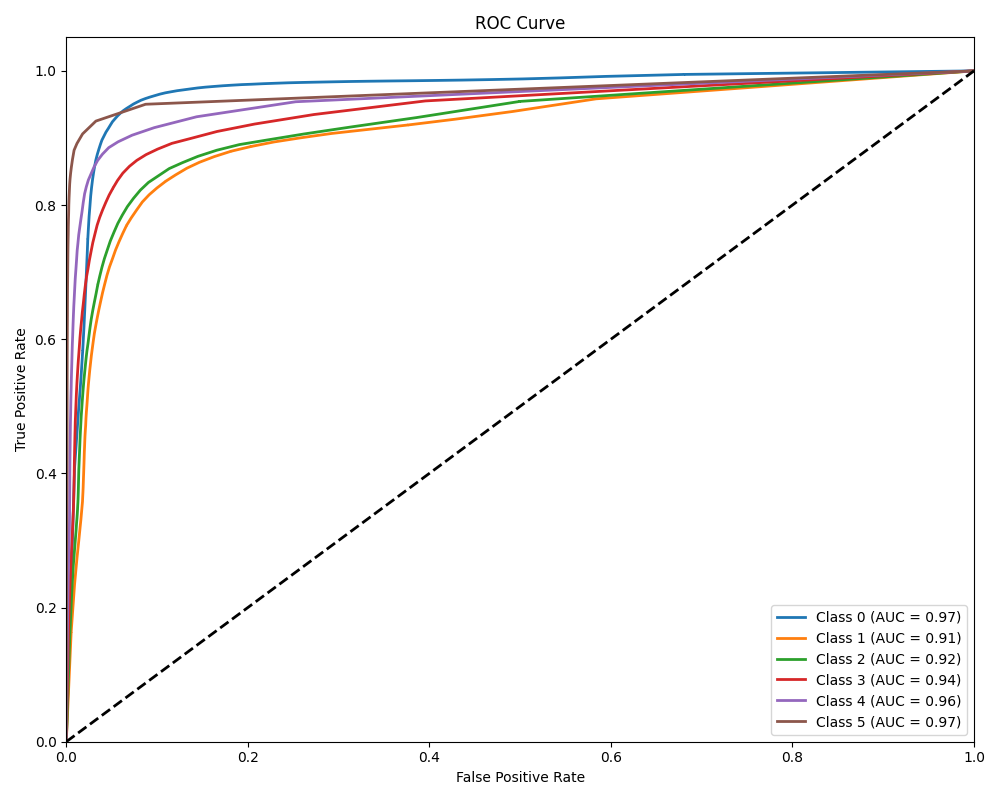 ROC Curve
True Positive Rate
1.0
0.8
0.6
0.4
0.2
0.0
0.0 0.2 0.4 0.6 0.8 1.0
False Positive Rate
Class 0 (AUC = 0.97)
Class 1 (AUC = 0.91)
Class 2 (AUC = 0.92)
Class 3 (AUC = 0.94)
Class 4 (AUC = 0.96)
Class 5 (AUC = 0.97)